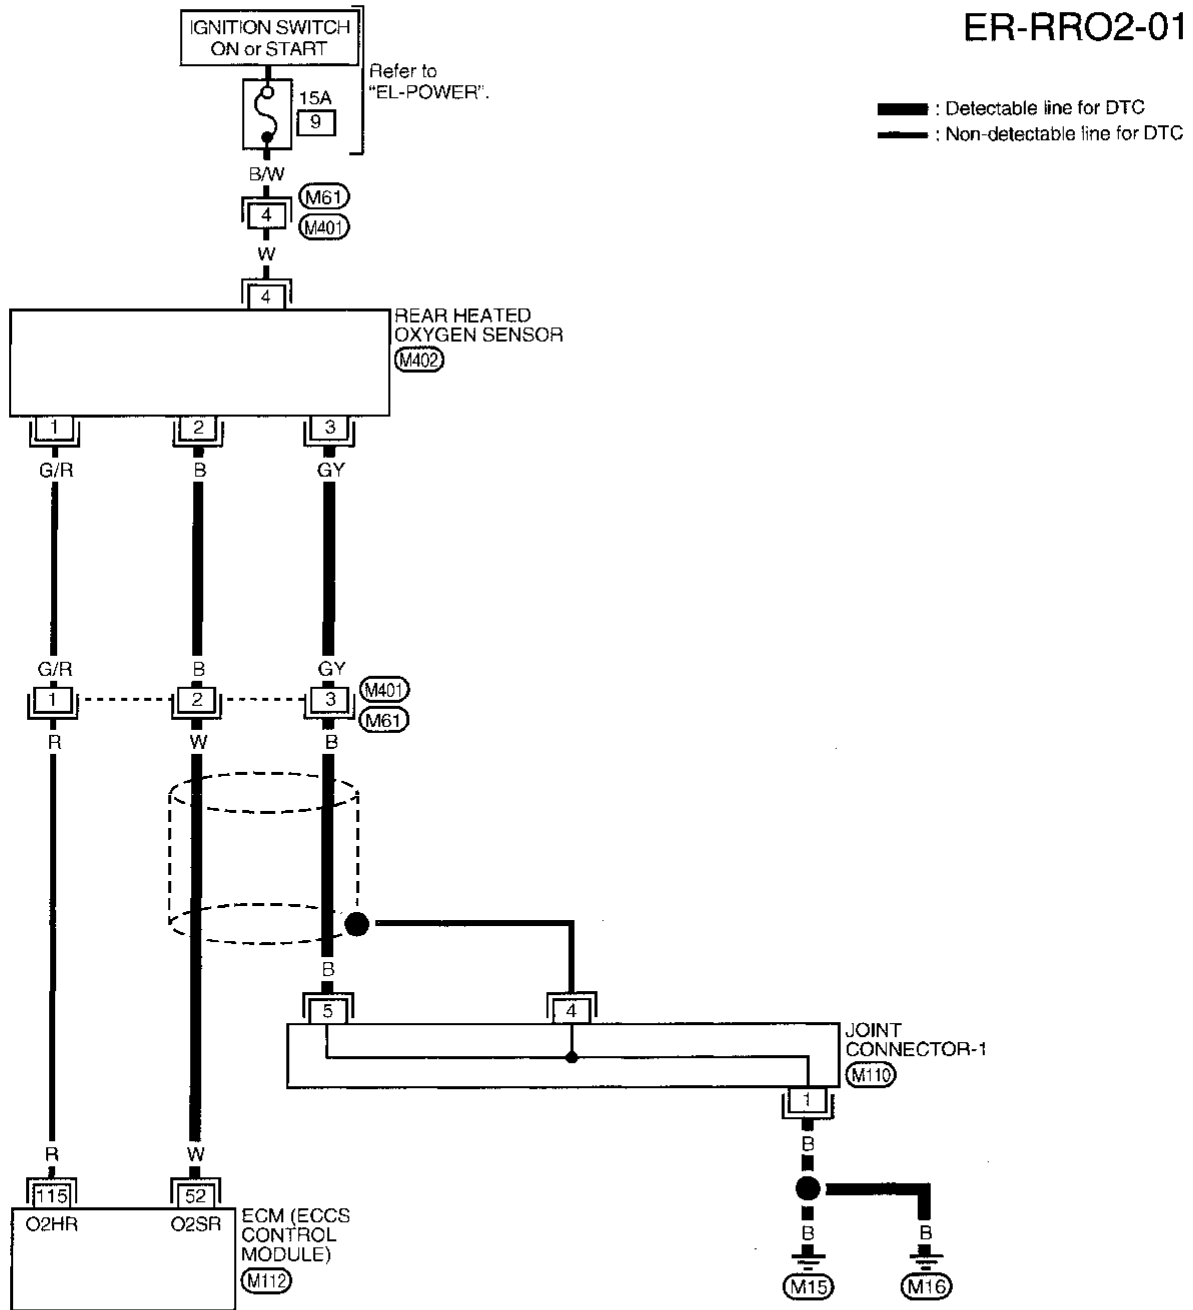 ER-RRO2-01
IGNITION SWITCH
ON or START
Refer to
"EL-POWER".
15A
9
: Detectable line for DTC
: Non-detectable line for DTC
B/W
M61
4
M401
W
4
REAR HEATED
OXYGEN SENSOR
M402
1 2 3
G/R B GY
G/R B GY
1 2 3 M401
M61
R W B
B
5 4
JOINT
CONNECTOR-1
M110
1
B
R W
115 52
O2HR O2SR
ECM (ECCS
CONTROL
MODULE)
M112
B B
M15 M16